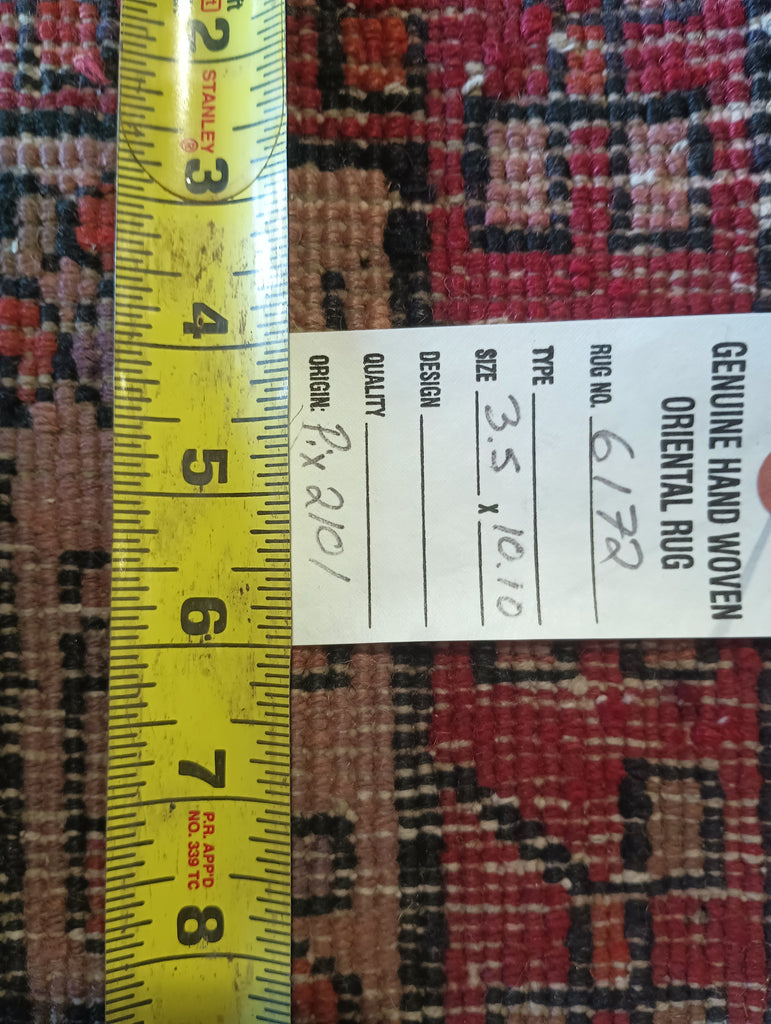 2
STANLEY®
3
4
5
6
7
P.R. APP'D
NO. 339 TC
8
GENUINE HAND WOVEN
ORIENTAL RUG
RUG NO. 6172
TYPE
SIZE 3.5 X 10.10
DESIGN
QUALITY
ORIGIN: 2101